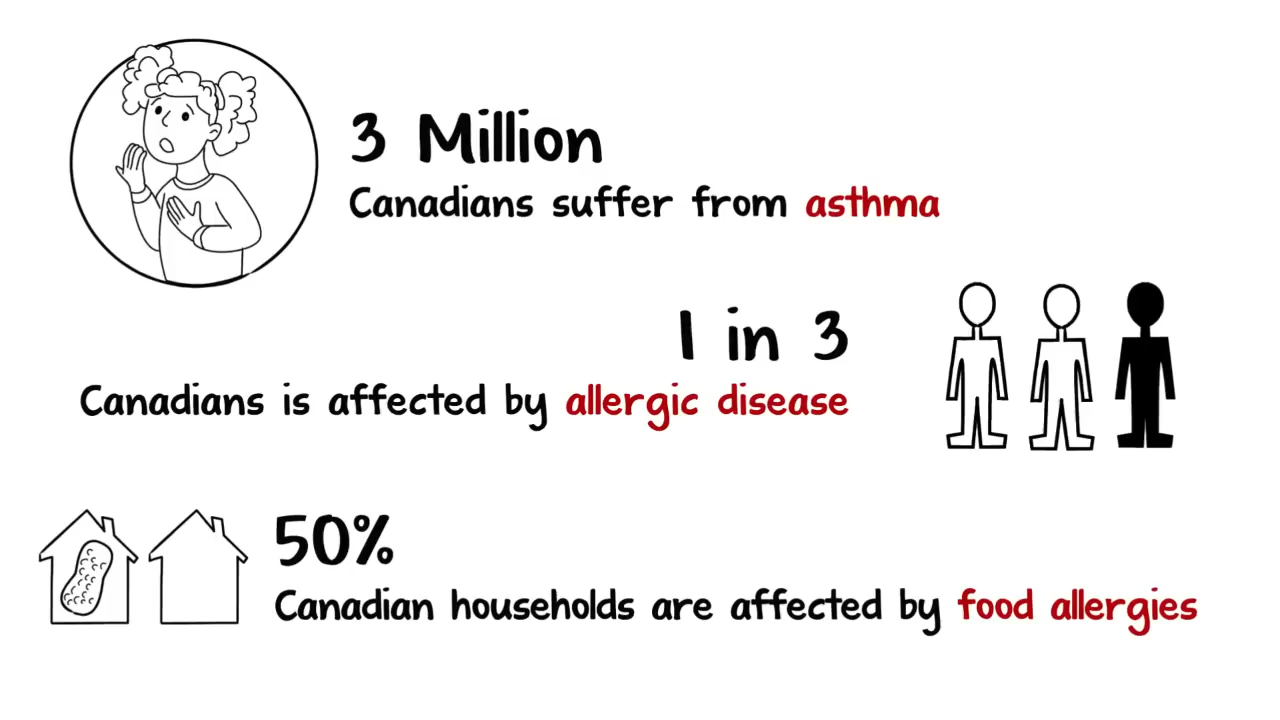 3 Million
Canadians suffer from asthma
1 in 3
Canadians is affected by allergic disease
50%
Canadian households are affected by food allergies